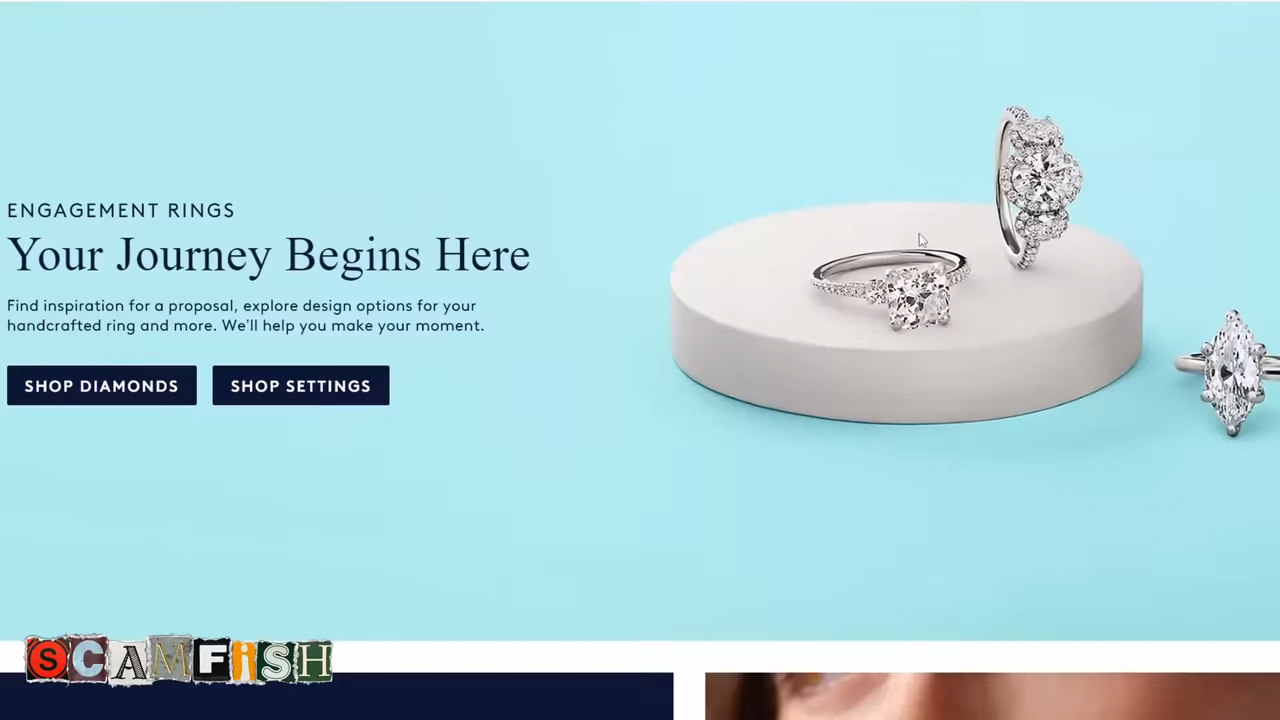 ENGAGEMENT RINGS
Your Journey Begins Here
Find inspiration for a proposal, explore design options for your
handcrafted ring and more. We'll help you make your moment.
SHOP DIAMONDS
SHOP SETTINGS
SCAMFiSH